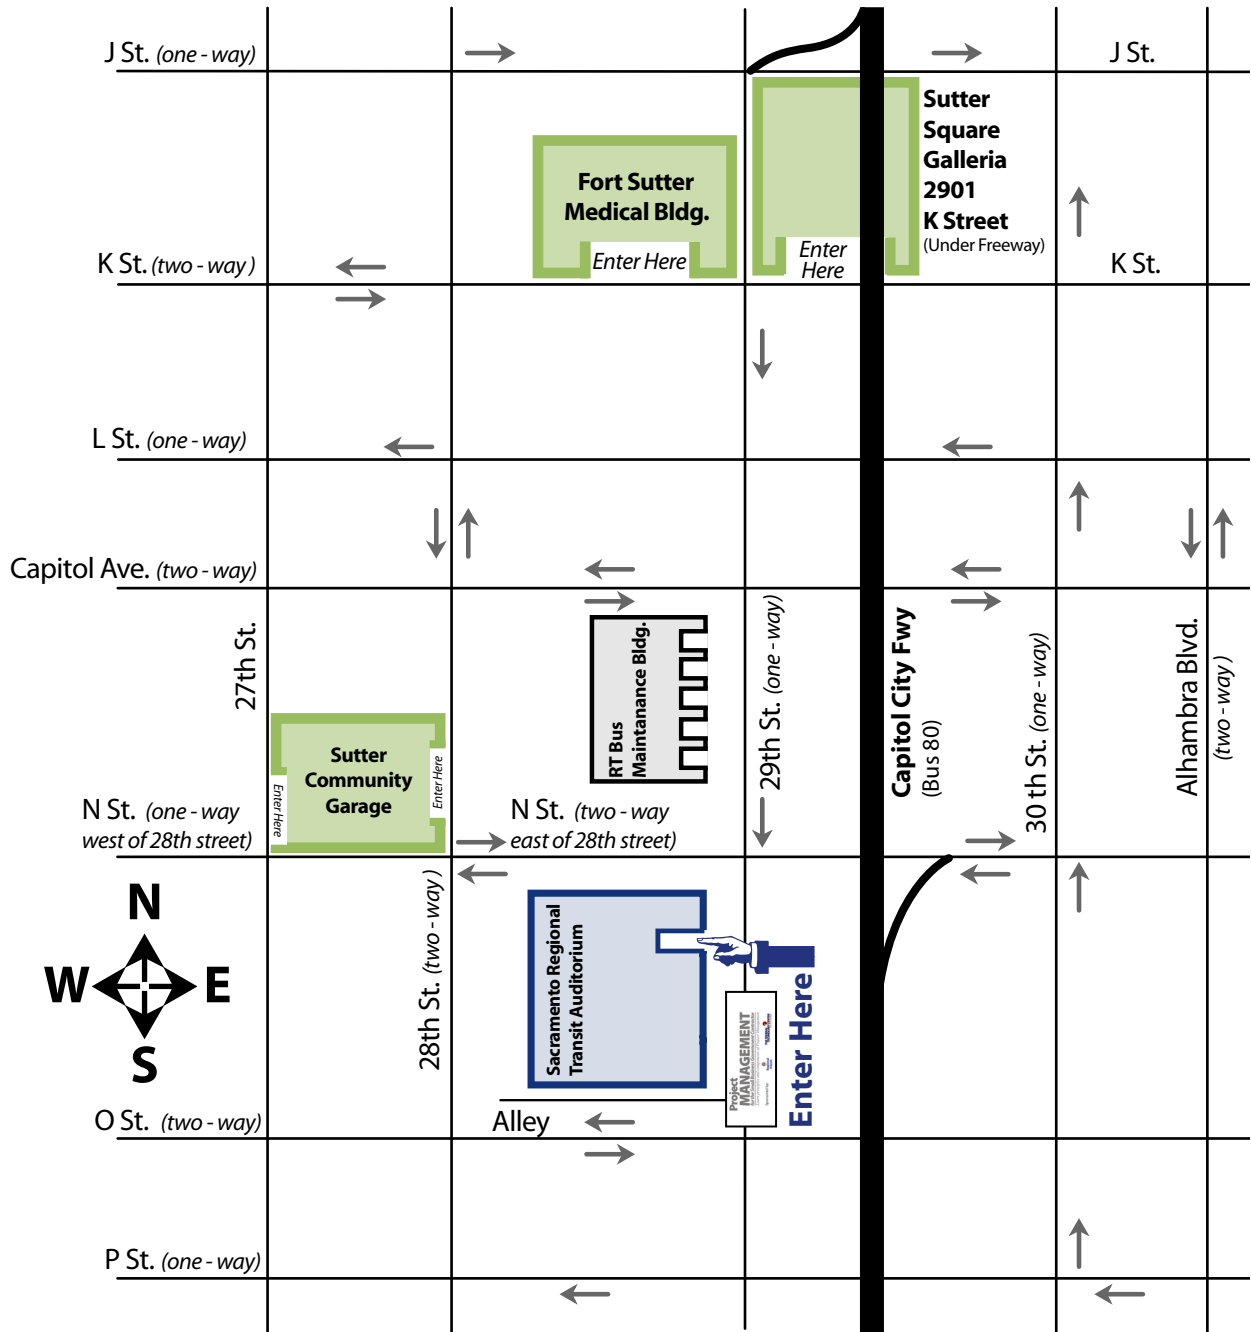 J St. (one - way)
J St.
Sutter
Square
Galleria
2901
K Street
(Under Freeway)
Fort Sutter
Medical Bldg.
Enter Here
Enter
Here
K St. (two - way )
K St.
L St. (one - way)
Capitol Ave. (two - way)
27th St.
RT Bus
Maintanance Bldg.
29th St. (one - way)
Capitol City Fwy
(Bus 80)
30 th St. (one - way)
Alhambra Blvd.
(two - way )
Sutter
Community
Garage
Enter Here
Enter Here
N St. (one - way
west of 28th street)
N St. (two - way
east of 28th street)
N
W
E
S
28th St. (two - way )
Sacramento Regional
Transit Auditorium
Enter Here
Project
MANAGEMENT
Alley
O St. (two - way)
P St. (one - way)